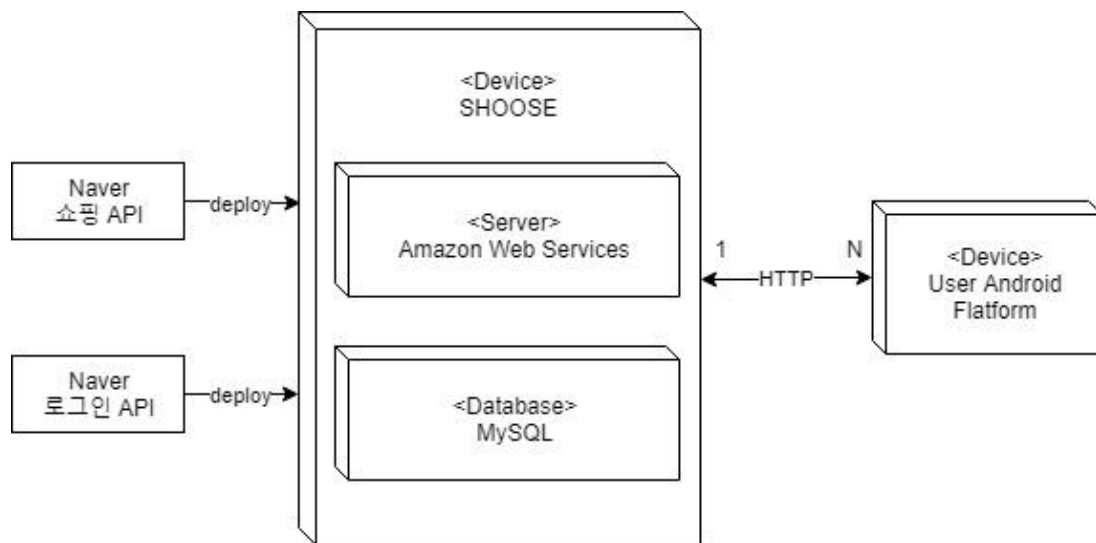 <Device>
SHOOSE
Naver
쇼핑 API
deploy
<Server>
Amazon Web Services
1
N
HTTP
<Device>
User Android
Flatform
Naver
로그인 API
deploy
<Database>
MySQL